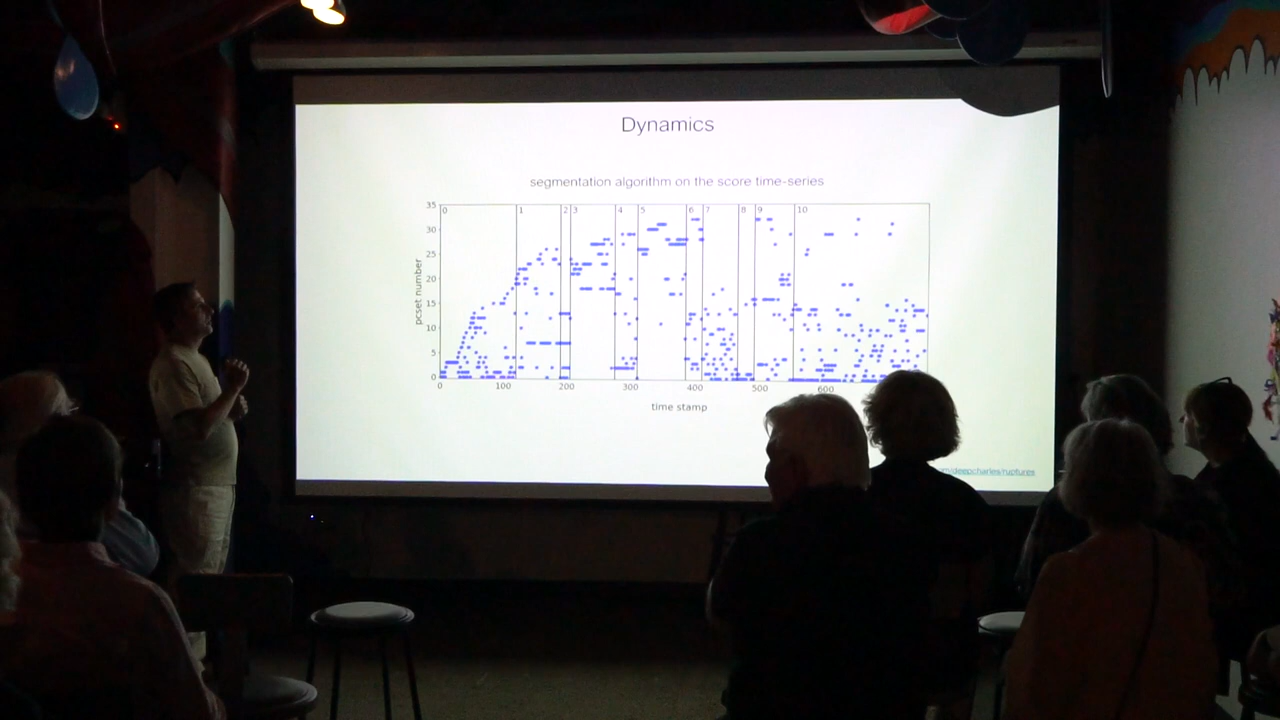 Dynamics
segmentation algorithm on the score time-series
0 1 2 3 4 5 6 7 8 9 10
35
30
25
20
15
10
5
0
pcset number
0 100 200 300 400 500 600
time stamp
/deepcharles/ruptures